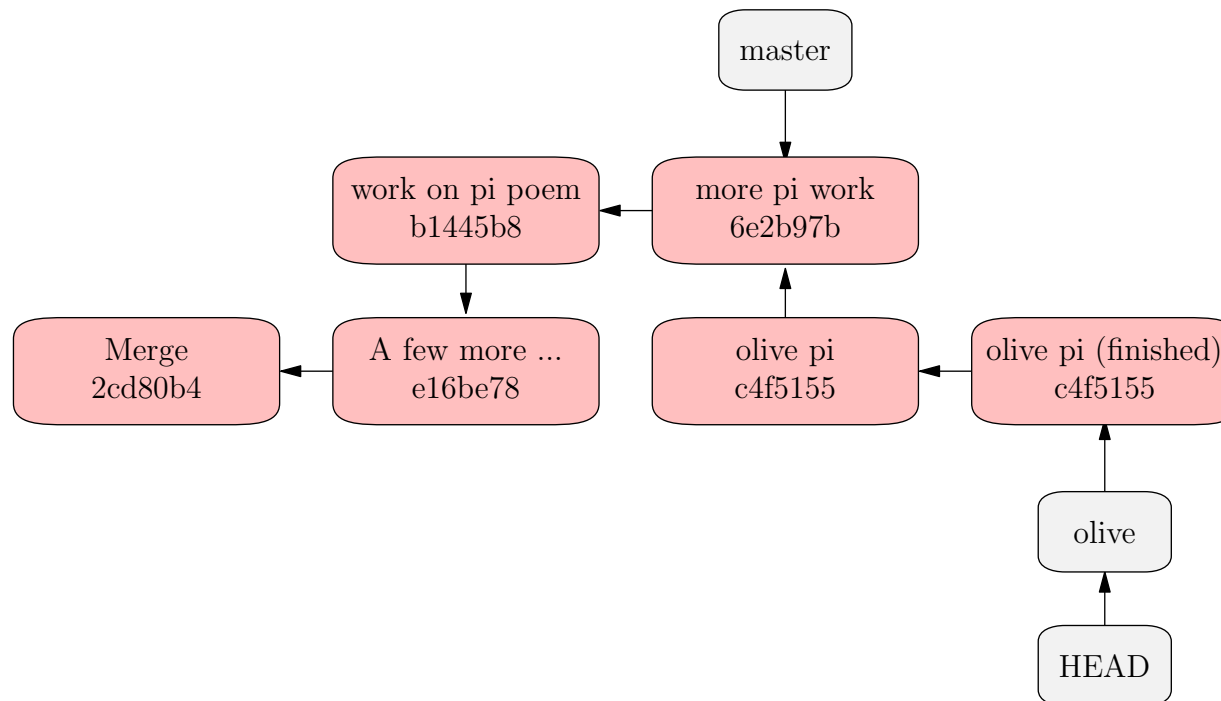 master
work on pi poem
b1445b8
more pi work
6e2b97b
Merge
2cd80b4
A few more ...
e16be78
olive pi
c4f5155
olive pi (finished)
c4f5155
olive
HEAD